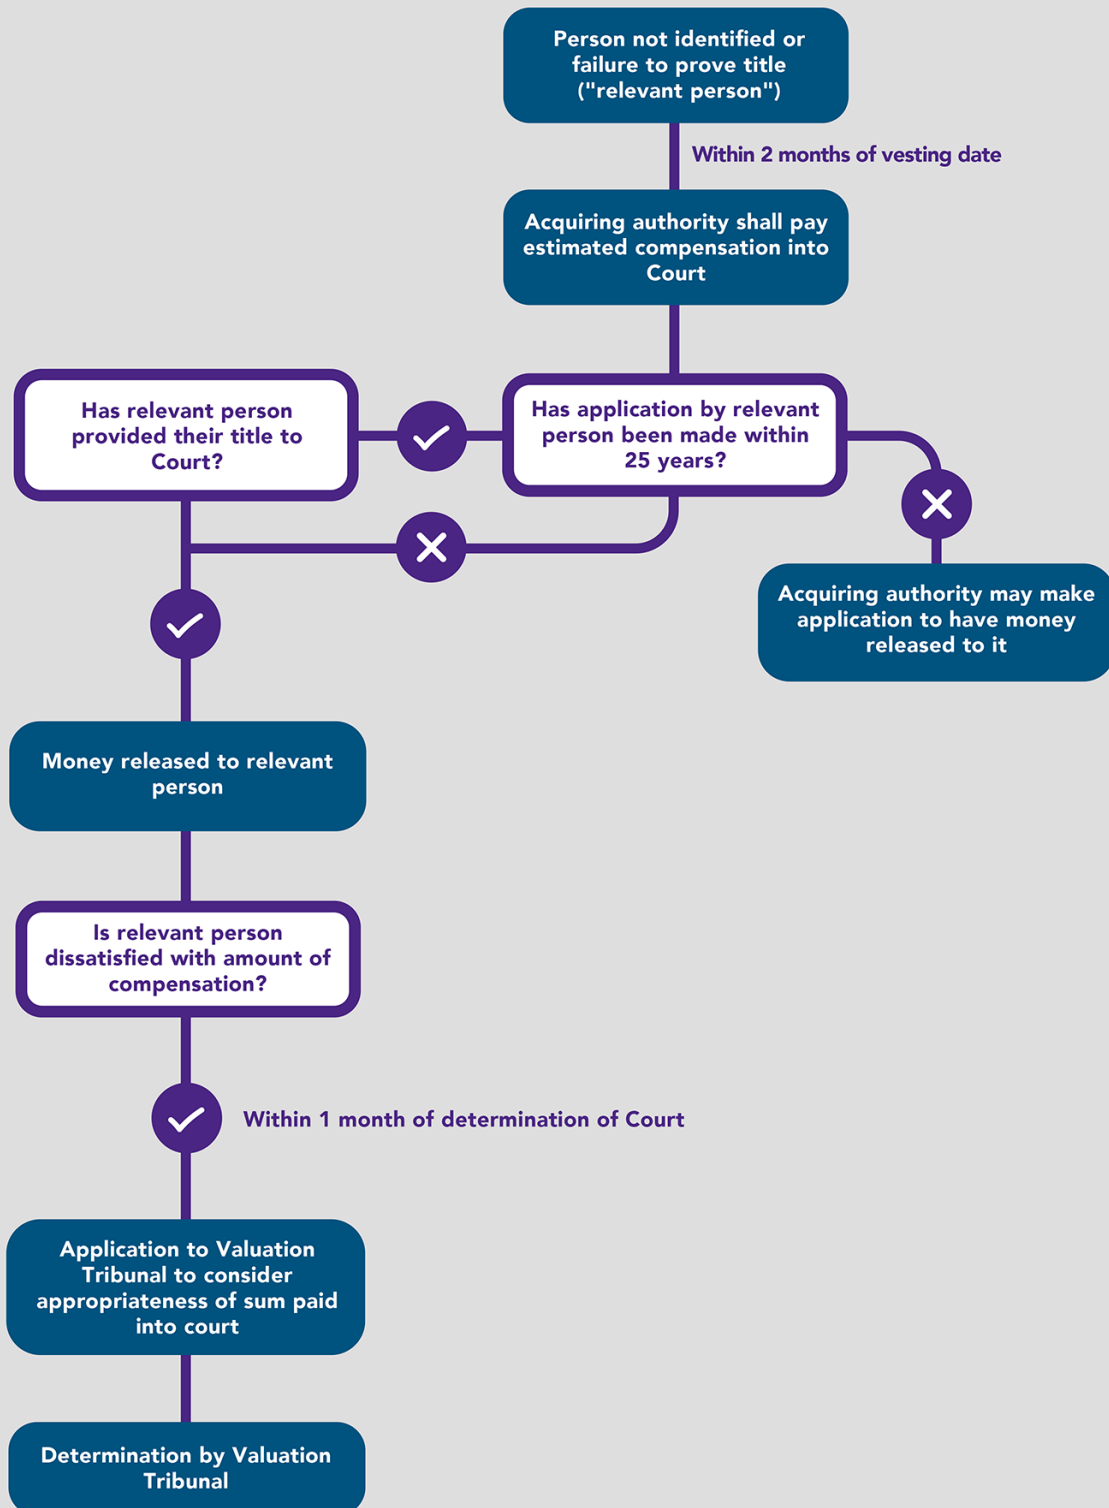 Person not identified or
failure to prove title
("relevant person")
Within 2 months of vesting date
Acquiring authority shall pay
estimated compensation into
Court
Has relevant person
provided their title to
Court?
Has application by relevant
person been made within
25 years?
Acquiring authority may make
application to have money
released to it
Money released to relevant
person
Is relevant person
dissatisfied with amount of
compensation?
Within 1 month of determination of Court
Application to Valuation
Tribunal to consider
appropriateness of sum paid
into court
Determination by Valuation
Tribunal